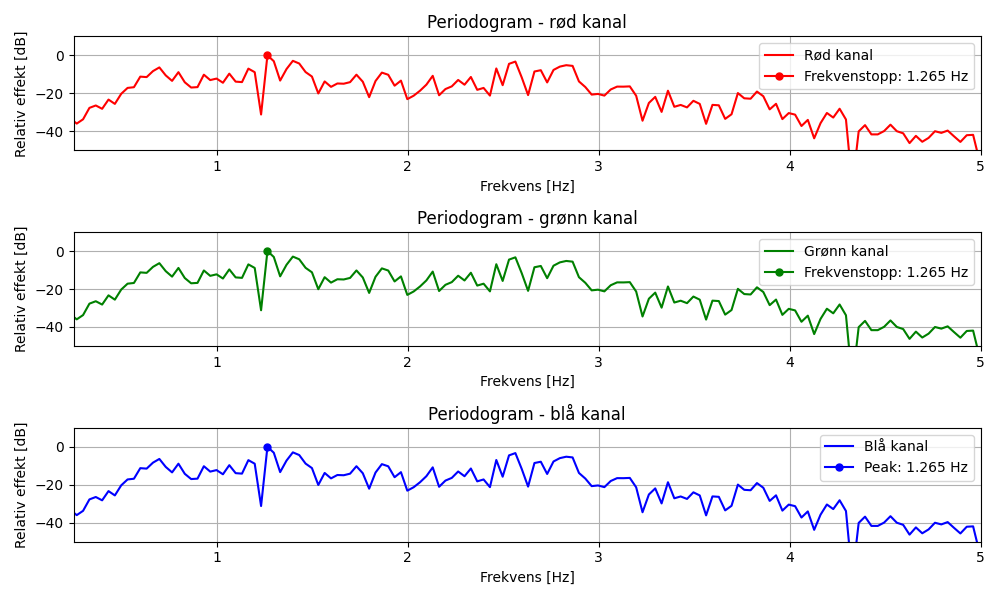 Periodogram - rød kanal
Relativ effekt [dB]
0
−20
−40
Rød kanal
Frekvenstopp: 1.265 Hz
1 2 3 4 5
Frekvens [Hz]
Periodogram - grønn kanal
Relativ effekt [dB]
0
−20
−40
Grønn kanal
Frekvenstopp: 1.265 Hz
1 2 3 4 5
Frekvens [Hz]
Periodogram - blå kanal
Relativ effekt [dB]
0
−20
−40
Blå kanal
Peak: 1.265 Hz
1 2 3 4 5
Frekvens [Hz]